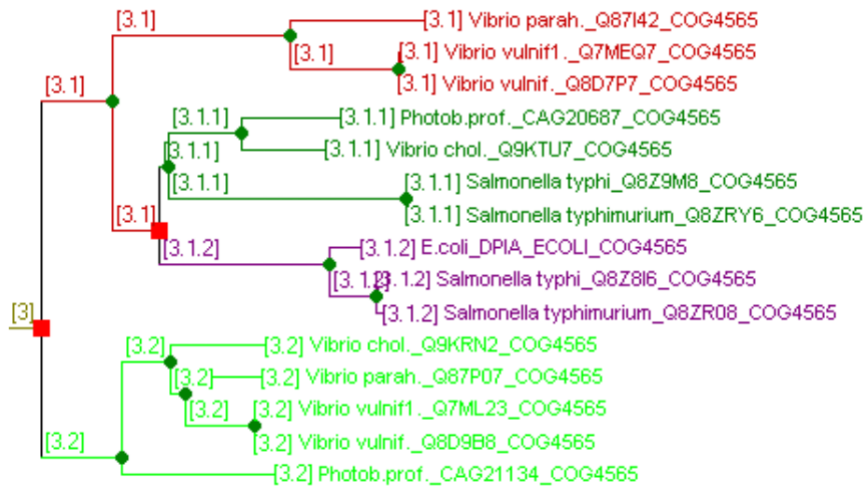 [3.1] [3.1] Vibrio parah._Q87I42_COG4565
[3.1] [3.1] Vibrio vulnif1._Q7MEQ7_COG4565
[3.1] [3.1] Vibrio vulnif._Q8D7P7_COG4565
[3.1.1] [3.1.1] Photob.prof._CAG20687_COG4565
[3.1.1] [3.1.1] Vibrio chol._Q9KTU7_COG4565
[3.1.1] [3.1.1] Salmonella typhi_Q8Z9M8_COG4565
[3.1] [3.1.1] Salmonella typhimurium_Q8ZRY6_COG4565
[3.1.2] [3.1.2] E.coli_DPIA_ECOLI_COG4565
[3.1.2] [3.1.2] Salmonella typhi_Q8Z8I6_COG4565
[3] [3.1.2] Salmonella typhimurium_Q8ZR08_COG4565
[3.2] [3.2] Vibrio chol._Q9KRN2_COG4565
[3.2] [3.2] Vibrio parah._Q87P07_COG4565
[3.2] [3.2] Vibrio vulnif1._Q7ML23_COG4565
[3.2] [3.2] Vibrio vulnif._Q8D9B8_COG4565
[3.2] Photob.prof._CAG21134_COG4565